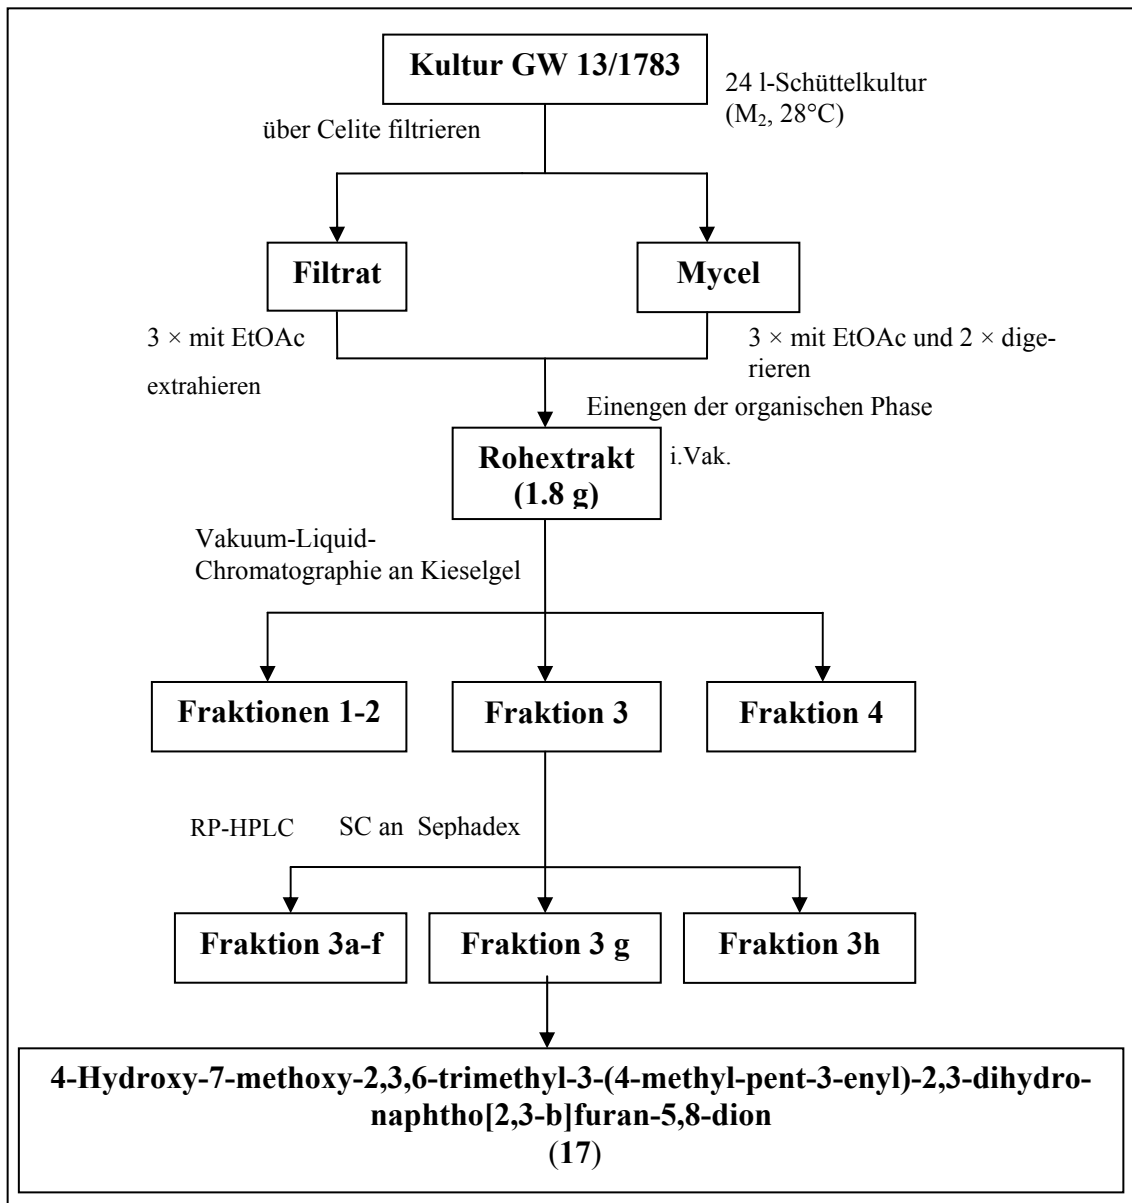 Kultur GW 13/1783
24 l-Schüttelkultur
(M₂, 28°C)
über Celite filtrieren
Filtrat
Mycel
3 × mit EtOAc
extrahieren
3 × mit EtOAc und 2 × dige-
rieren
Einengen der organischen Phase
i.Vak.
Rohextrakt
(1.8 g)
Vakuum-Liquid-
Chromatographie an Kieselgel
Fraktionen 1-2
Fraktion 3
Fraktion 4
RP-HPLC
SC an Sephadex
Fraktion 3a-f
Fraktion 3 g
Fraktion 3h
4-Hydroxy-7-methoxy-2,3,6-trimethyl-3-(4-methyl-pent-3-enyl)-2,3-dihydro-
naphtho[2,3-b]furan-5,8-dion
(17)